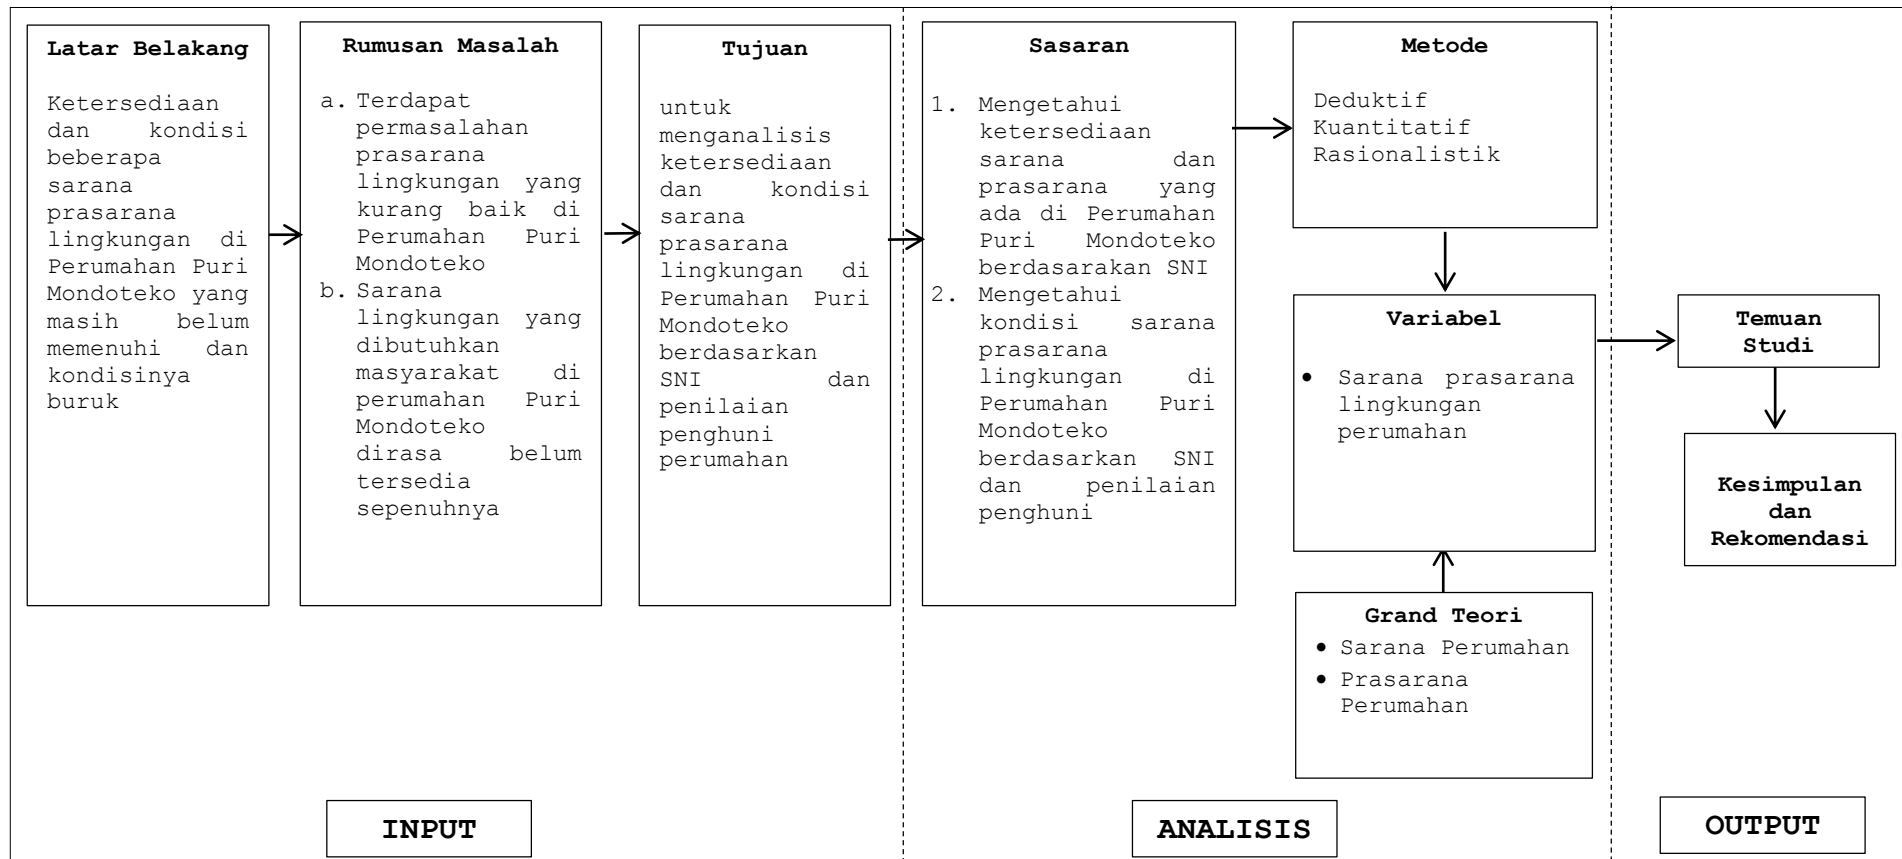 Latar Belakang
Ketersediaan
dan kondisi
beberapa
sarana
prasarana
lingkungan di
Perumahan Puri
Mondoteko yang
masih belum
memenuhi dan
kondisinya
buruk
Rumusan Masalah
a. Terdapat
permasalahan
prasarana
lingkungan yang
kurang baik di
Perumahan Puri
Mondoteko
b. Sarana
lingkungan yang
dibutuhkan
masyarakat di
perumahan Puri
Mondoteko
dirasa belum
tersedia
sepenuhnya
Tujuan
untuk
menganalisis
ketersediaan
dan kondisi
sarana
prasarana
lingkungan di
Perumahan Puri
Mondoteko
berdasarkan
SNI dan
penilaian
penghuni
perumahan
Sasaran
1. Mengetahui
ketersediaan
sarana dan
prasarana yang
ada di Perumahan
Puri Mondoteko
berdasarakan SNI
2. Mengetahui
kondisi sarana
prasarana
lingkungan di
Perumahan Puri
Mondoteko
berdasarkan SNI
dan penilaian
penghuni
Metode
Deduktif
Kuantitatif
Rasionalistik
Variabel
• Sarana prasarana
lingkungan
perumahan
Grand Teori
• Sarana Perumahan
• Prasarana
Perumahan
Temuan
Studi
Kesimpulan
dan
Rekomendasi
INPUT
ANALISIS
OUTPUT